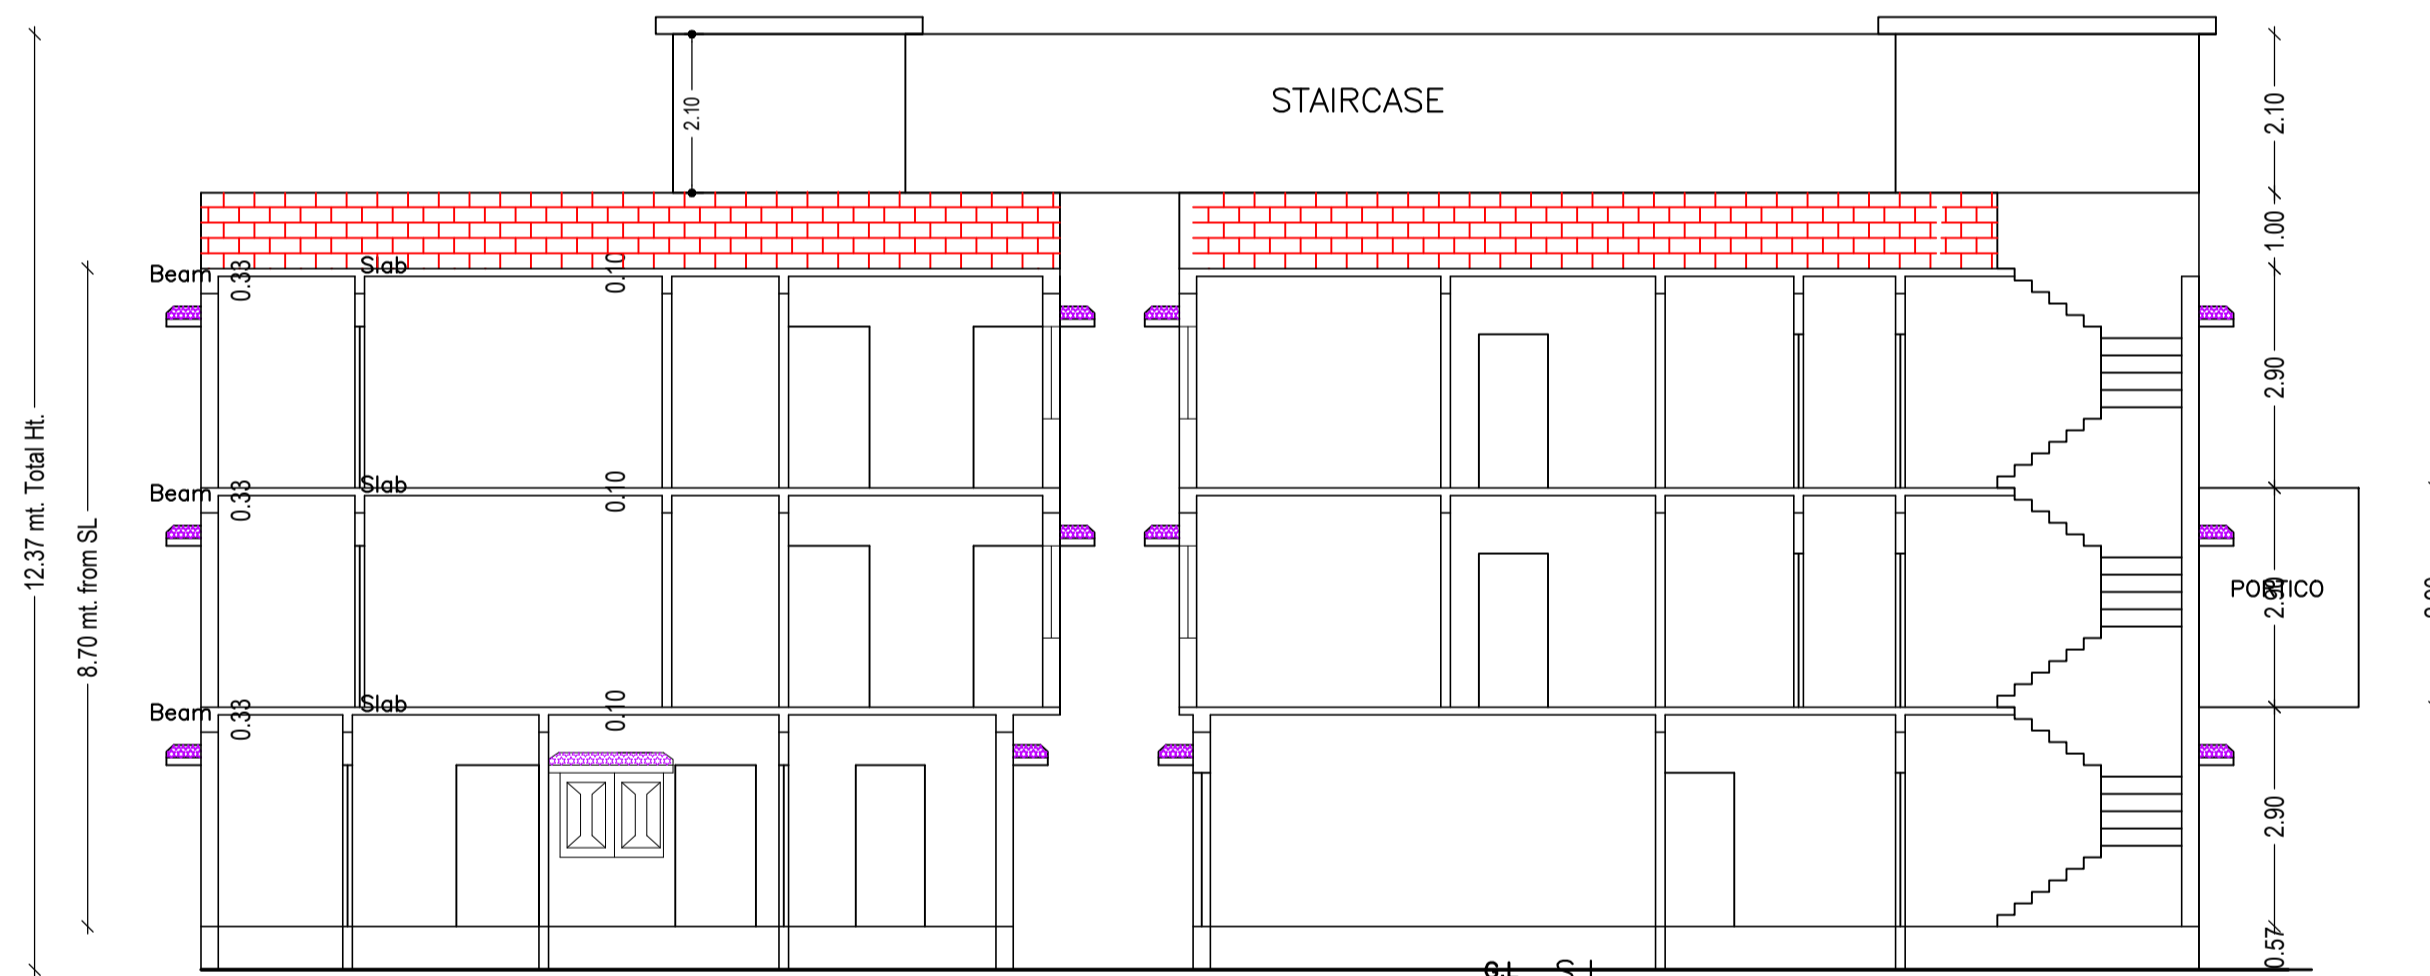 STAIRCASE
2.10
2.10
1.00
Beam
0.33
Slab
0.10
2.90
12.37 mt. Total Ht.
8.70 mt. from SL
Beam
0.33
Slab
0.10
PORTICO
2.90
Beam
0.33
Slab
0.10
2.90
0.57